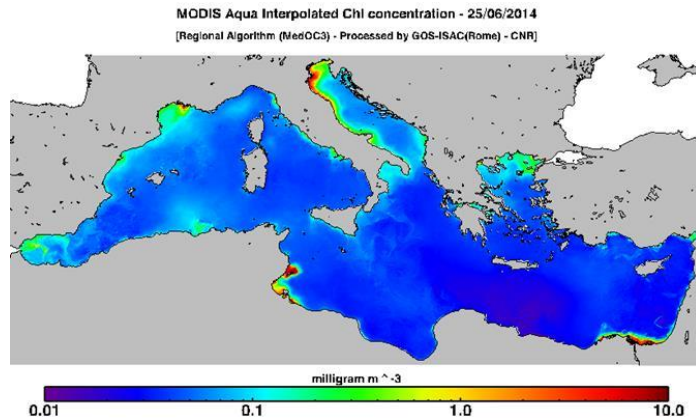 MODIS Aqua Interpolated Chl concentration - 25/06/2014
[Regional Algorithm (MedOC3) - Processed by GOS-ISAC(Rome) - CNR]
milligram m ^ -3
0.01 0.1 1.0 10.0